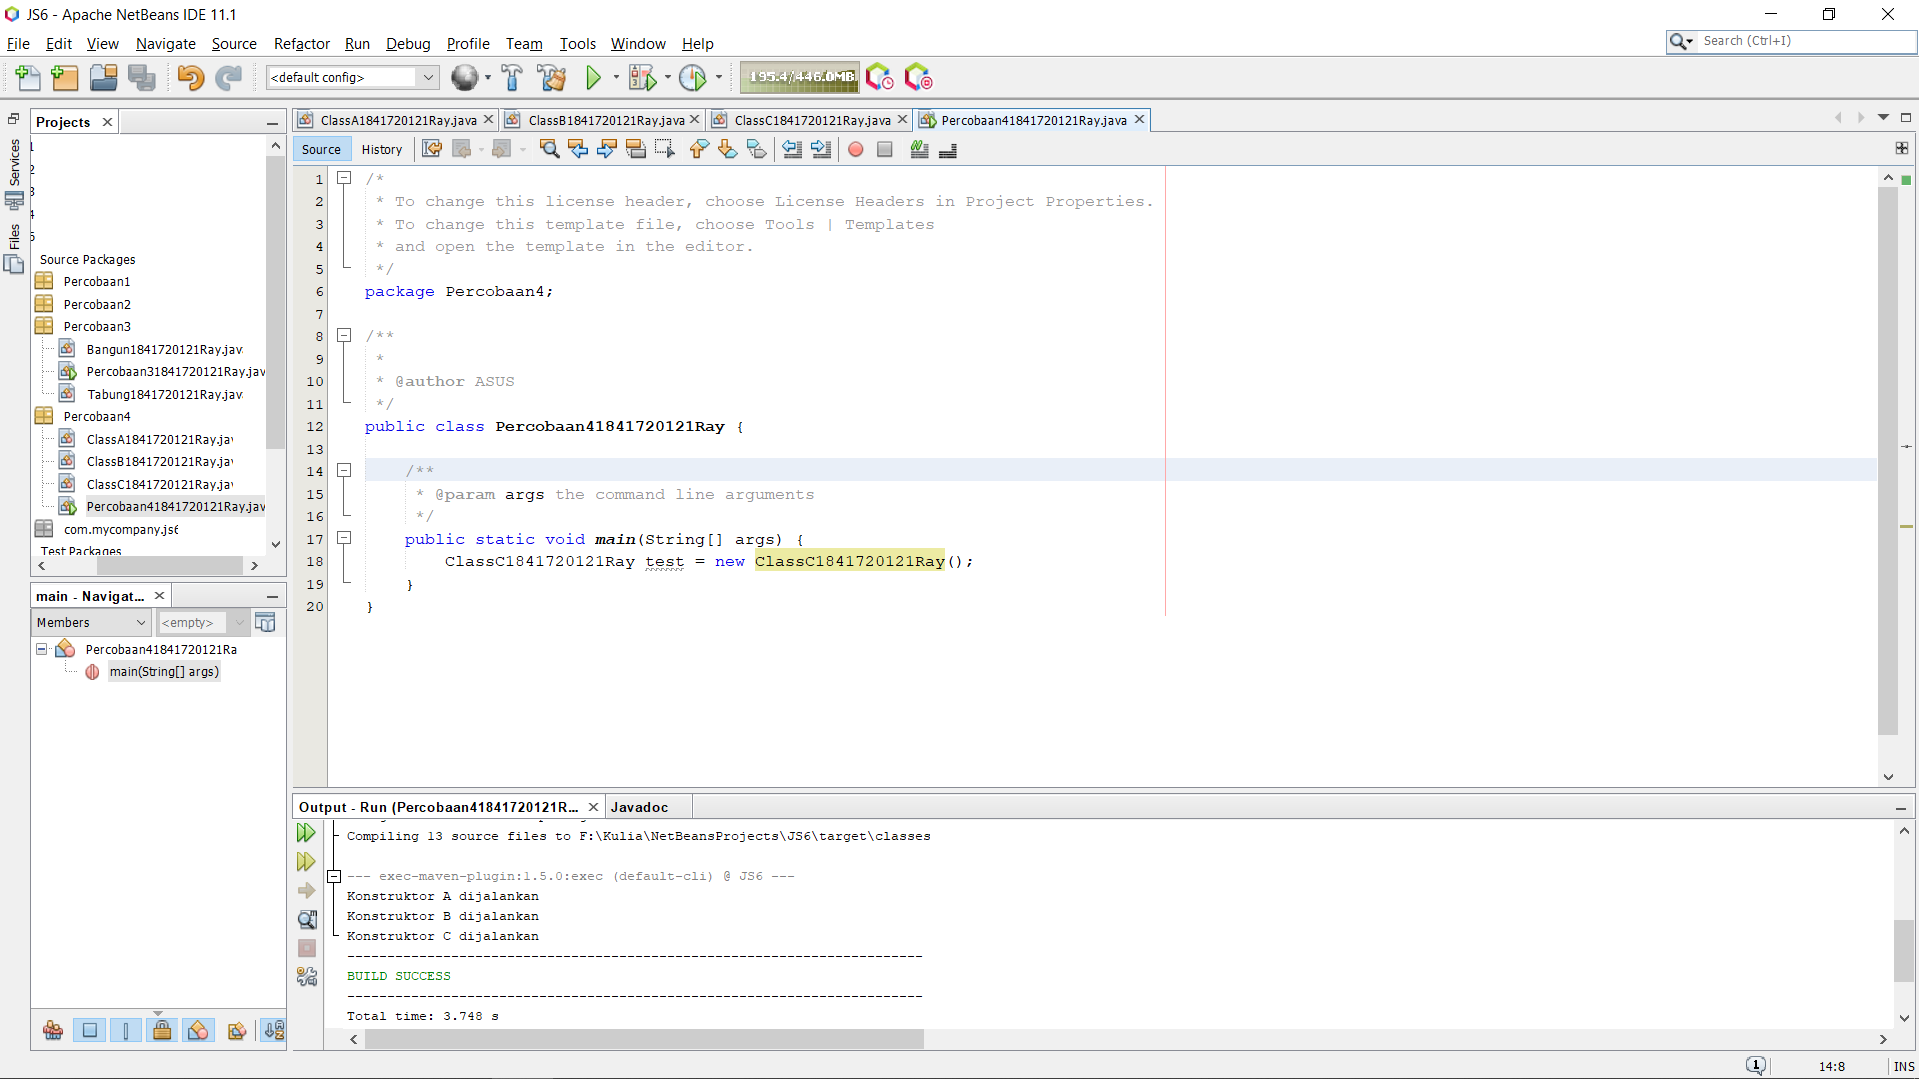 JS6 - Apache NetBeans IDE 11.1
File Edit View Navigate Source Refactor Run Debug Profile Team Tools Window Help
Search (Ctrl+I)
<default config>
195.4/446.0MB
Services
Files
Projects
1
2
3
4
5
Source Packages
Percobaan1
Percobaan2
Percobaan3
Bangun1841720121Ray.jav
Percobaan31841720121Ray.jav
Tabung1841720121Ray.jav
Percobaan4
ClassA1841720121Ray.jav
ClassB1841720121Ray.jav
ClassC1841720121Ray.jav
Percobaan41841720121Ray.jav
com.mycompany.js6
Test Packages
main - Navigat...
Members
<empty>
Percobaan41841720121Ra
main(String[] args)
ClassA1841720121Ray.java ClassB1841720121Ray.java ClassC1841720121Ray.java Percobaan41841720121Ray.java
Source History
1 /*
2 * To change this license header, choose License Headers in Project Properties.
3 * To change this template file, choose Tools | Templates
4 * and open the template in the editor.
5 */
6 package Percobaan4;
7
8 /**
9 *
10 * @author ASUS
11 */
12 public class Percobaan41841720121Ray {
13
14 /**
15 * @param args the command line arguments
16 */
17 public static void main(String[] args) {
18 ClassC1841720121Ray test = new ClassC1841720121Ray();
19 }
20 }
Output - Run (Percobaan41841720121R... Javadoc
Compiling 13 source files to F:\Kulia\NetBeansProjects\JS6\target\classes
--- exec-maven-plugin:1.5.0:exec (default-cli) @ JS6 ---
Konstruktor A dijalankan
Konstruktor B dijalankan
Konstruktor C dijalankan
------------------------------------------------------------------------
BUILD SUCCESS
------------------------------------------------------------------------
Total time: 3.748 s
1
14:8
INS